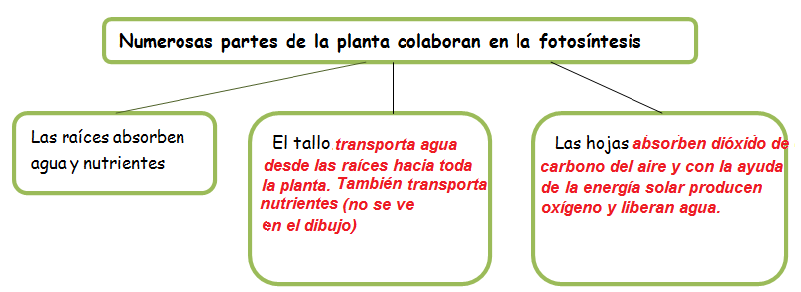 Numerosas partes de la planta colaboran en la fotosíntesis
Las raíces absorben
agua y nutrientes
El tallo transporta agua
desde las raíces hacia toda
la planta. También transporta
nutrientes (no se ve
en el dibujo)
Las hojas absorben dióxido de
carbono del aire y con la ayuda
de la energía solar producen
oxígeno y liberan agua.